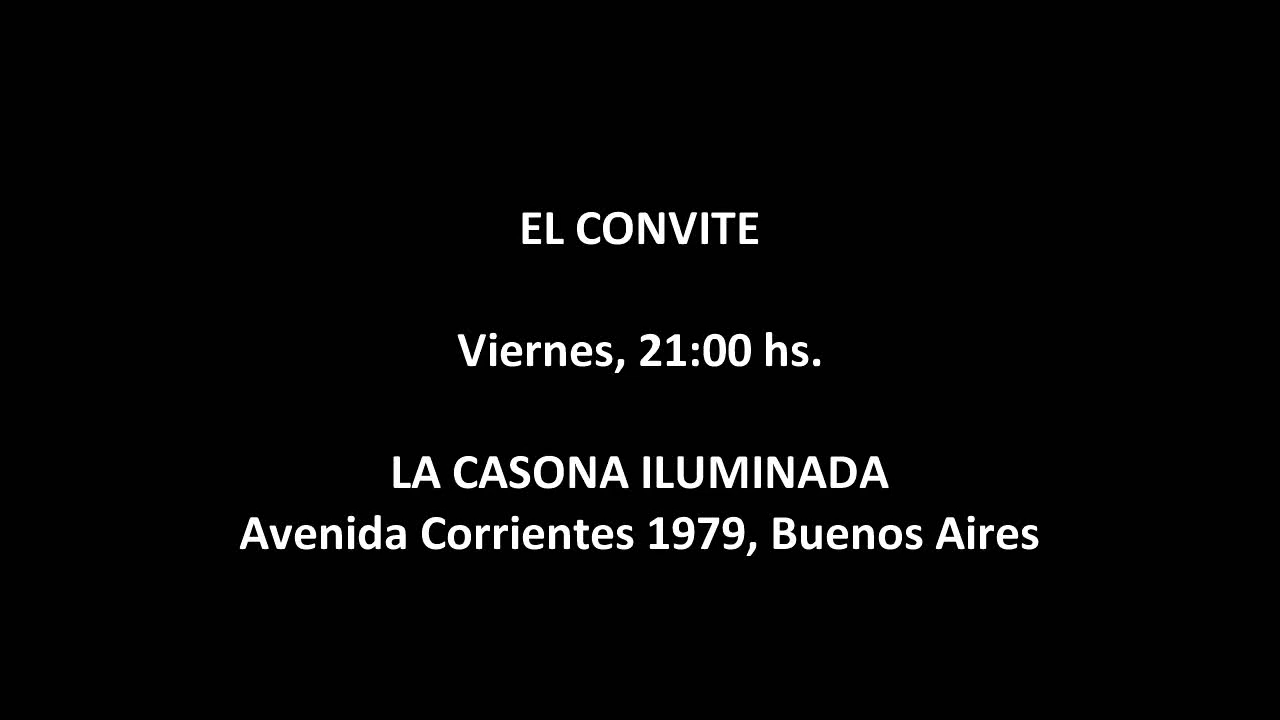 EL CONVITE
Viernes, 21:00 hs.
LA CASONA ILUMINADA
Avenida Corrientes 1979, Buenos Aires